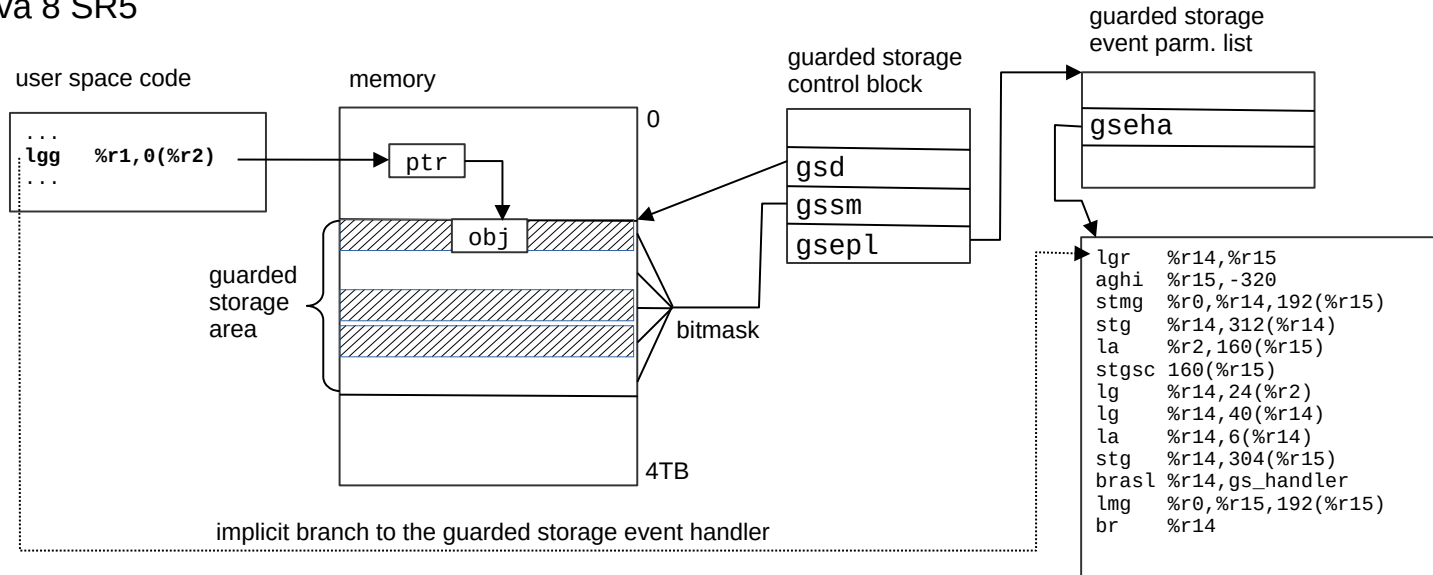 va 8 SR5
guarded storage
event parm. list
guarded storage
control block
user space code
memory
0
...
lgg %r1,0(%r2)
...
ptr
obj
gsd
gssm
gsepl
gseha
guarded
storage
area
bitmask
4TB
lgr %r14,%r15
aghi %r15,-320
stmg %r0,%r14,192(%r15)
stg %r14,312(%r14)
la %r2,160(%r15)
stgsc 160(%r15)
lg %r14,24(%r2)
lg %r14,40(%r14)
la %r14,6(%r14)
stg %r14,304(%r15)
brasl %r14,gs_handler
lmg %r0,%r15,192(%r15)
br %r14
implicit branch to the guarded storage event handler